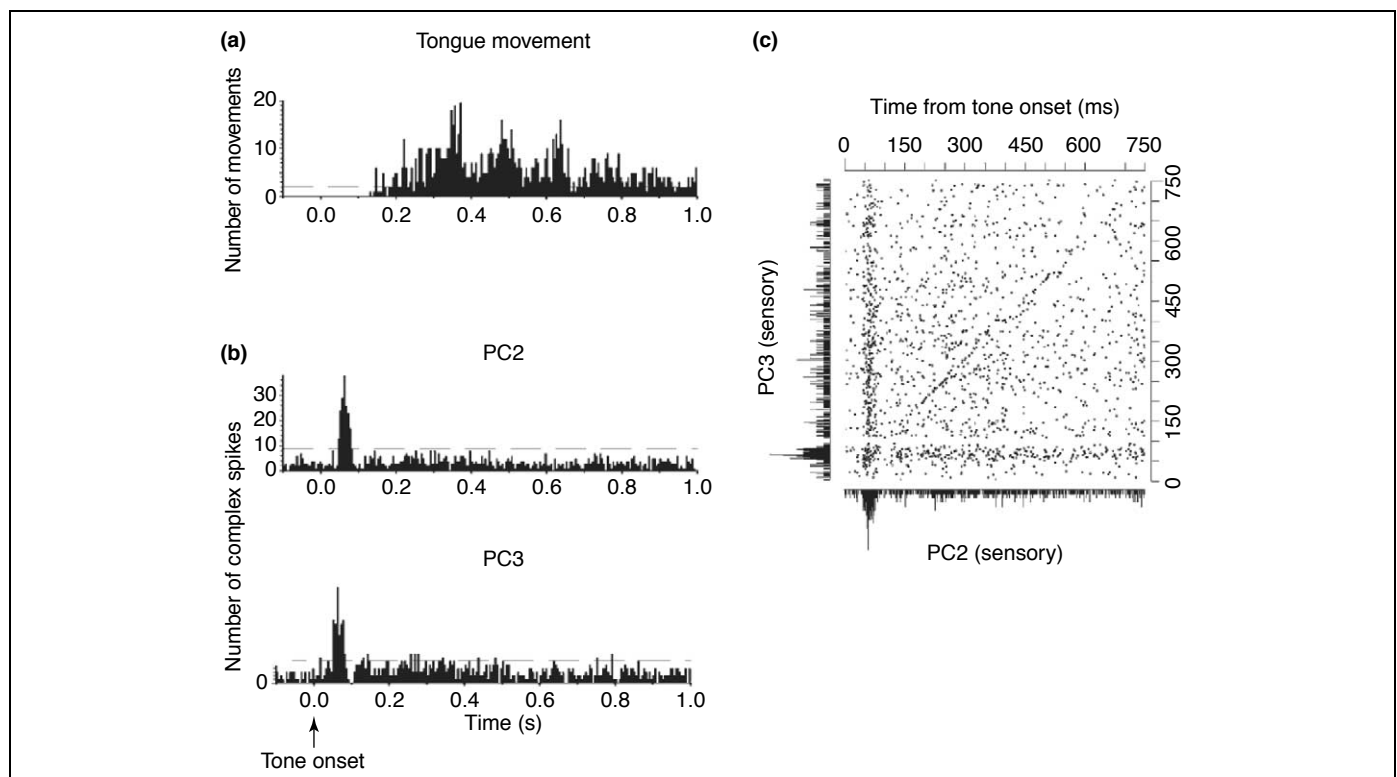 (a)
Tongue movement
Number of movements
20
10
0
0.0 0.2 0.4 0.6 0.8 1.0
(b)
PC2
Number of complex spikes
30
20
10
0
0.0 0.2 0.4 0.6 0.8 1.0
PC3
0
0.0 0.2 0.4 0.6 0.8 1.0
Time (s)
Tone onset
(c)
Time from tone onset (ms)
0 150 300 450 600 750
PC3 (sensory)
750
600
450
300
150
0
PC2 (sensory)